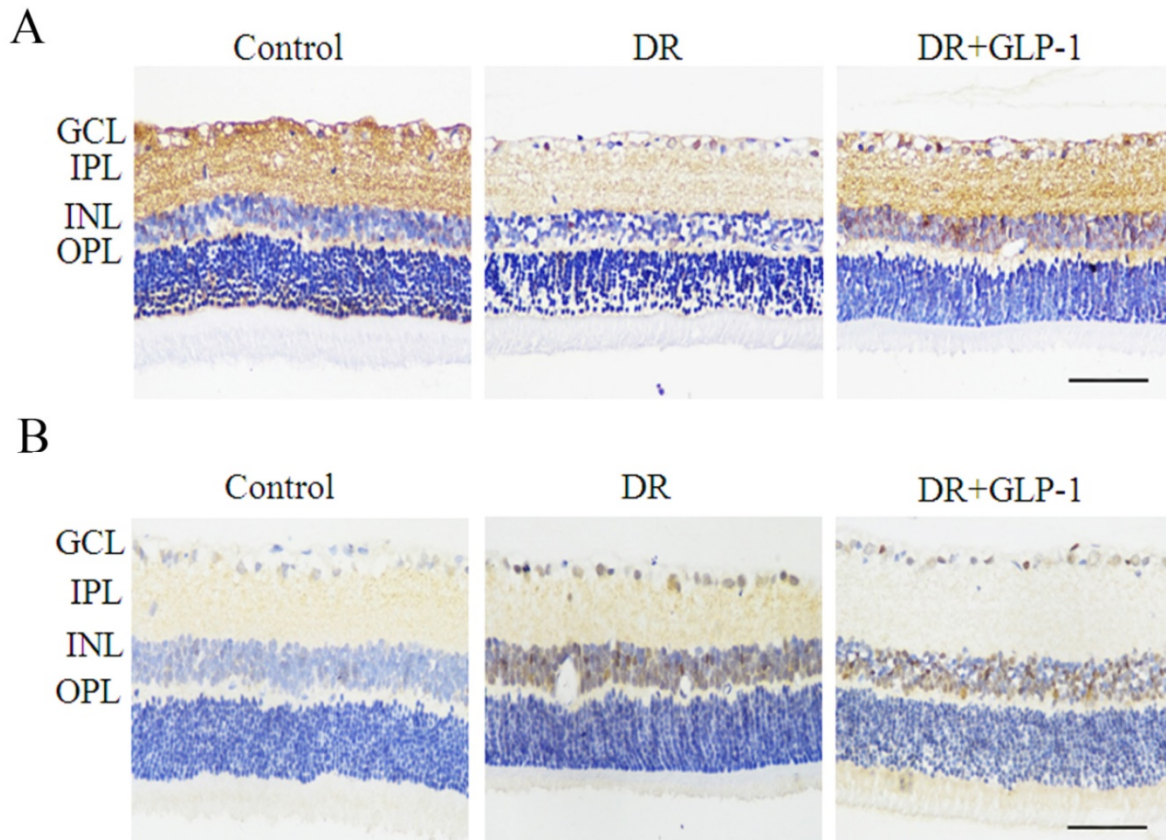 A
Control DR DR+GLP-1
GCL
IPL
INL
OPL
B
Control DR DR+GLP-1
GCL
IPL
INL
OPL